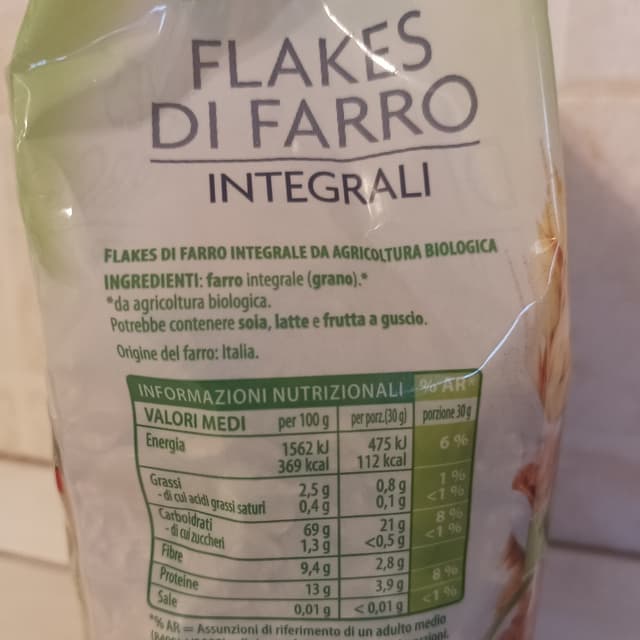 FLAKES
DI FARRO
INTEGRALI
FLAKES DI FARRO INTEGRALE DA AGRICOLTURA BIOLOGICA
INGREDIENTI: farro integrale (grano).*
*da agricoltura biologica.
Potrebbe contenere soia, latte e frutta a guscio.
Origine del farro: Italia.
INFORMAZIONI NUTRIZIONALI % AR*
VALORI MEDI per 100 g per porz.(30 g) porzione 30 g
Energia 1562 kJ 475 kJ 6 %
369 kcal 112 kcal
Grassi 2,5 g 0,8 g 1 %
- di cui acidi grassi saturi 0,4 g 0,1 g <1 %
Carboidrati 69 g 21 g 8 %
- di cui zuccheri 1,3 g <0,5 g <1 %
Fibre 9,4 g 2,8 g
Proteine 13 g 3,9 g 8 %
Sale 0,01 g < 0,01 g <1 %
*% AR = Assunzioni di riferimento di un adulto medio